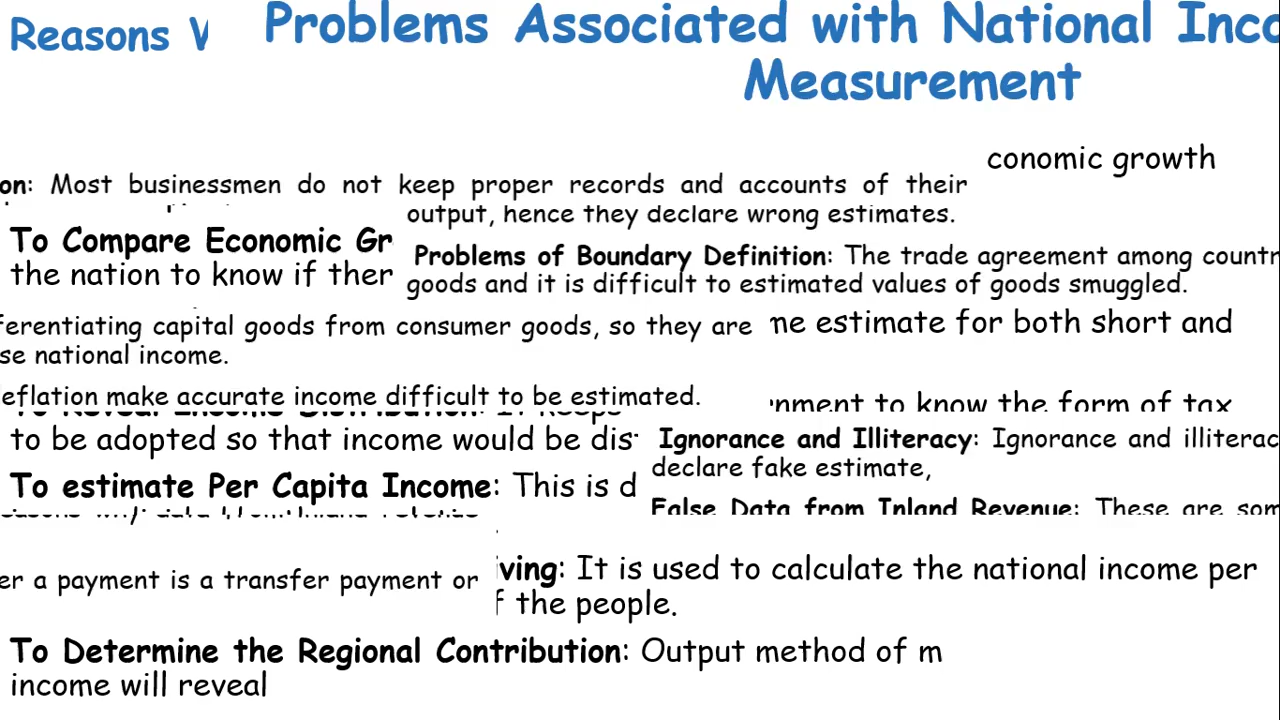 Reasons
Problems Associated with National
Measurement
conomic growth
on: Most businessmen do not keep proper records and accounts of their
output, hence they declare wrong estimates.
To Compare Economic Gr
the nation to know if ther
Problems of Boundary Definition: The trade agreement among countr
goods and it is difficult to estimated values of goods smuggled.
ferentiating capital goods from consumer goods, so they are
se national income.
me estimate for both short and
eflation make accurate income difficult to be estimated.
nment to know the form of tax
to be adopted so that income would be dis
Ignorance and Illiteracy: Ignorance and illiterac
declare fake estimate,
To estimate Per Capita Income: This is d
False Data from Inland Revenue: These are som
er a payment is a transfer payment or
ving: It is used to calculate the national income per
f the people.
To Determine the Regional Contribution: Output method of m
income will reveal